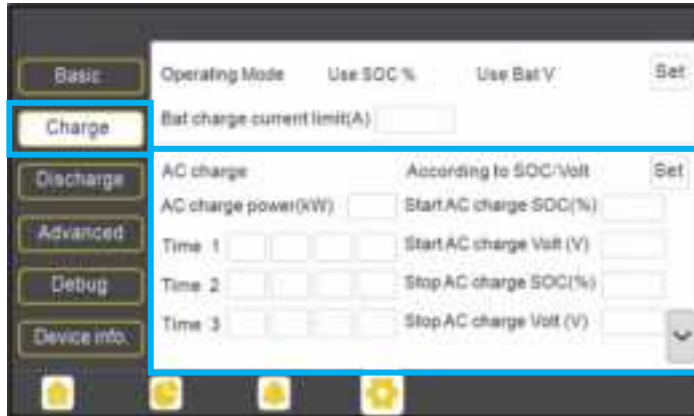 Basic
Charge
Discharge
Advanced
Debug
Device info.
Operating Mode Use SOC % Use Bat V Set
Bat charge current limit(A)
AC charge According to SOC/Volt Set
AC charge power(kW) Start AC charge SOC(%)
Time 1 Start AC charge Volt (V)
Time 2 Stop AC charge SOC(%)
Time 3 Stop AC charge Volt (V)